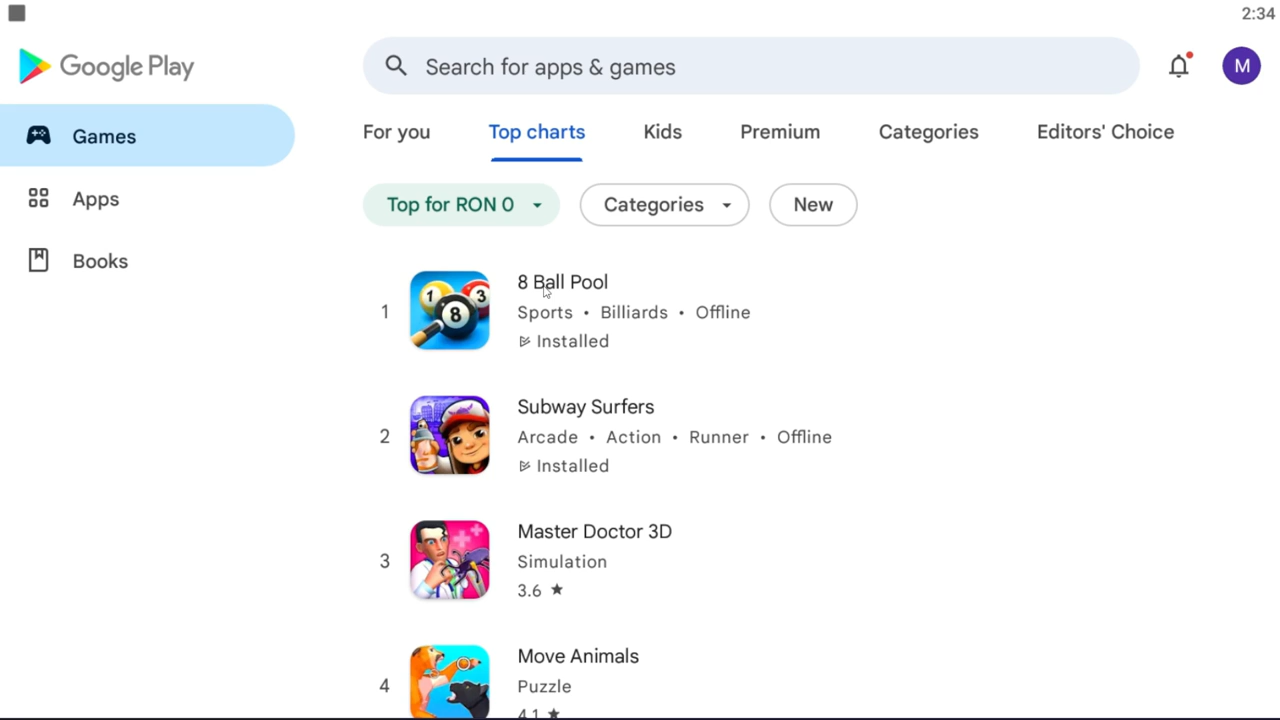 2:34
Google Play
Search for apps & games
M
Games
Apps
Books
For you
Top charts
Kids
Premium
Categories
Editors' Choice
Top for RON 0
Categories
New
1
8 Ball Pool
Sports • Billiards • Offline
Installed
2
Subway Surfers
Arcade • Action • Runner • Offline
Installed
3
Master Doctor 3D
Simulation
3.6 ★
4
Move Animals
Puzzle
4.1 ★